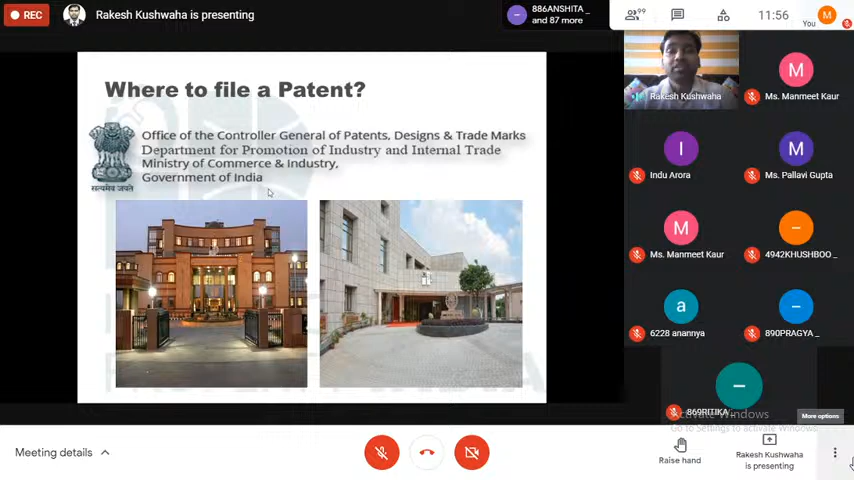 REC
Rakesh Kushwaha is presenting
886ANSHITA _
and 87 more
99
11:56
You
M
Where to file a Patent?
Office of the Controller General of Patents, Designs & Trade Marks
Department for Promotion of Industry and Internal Trade
Ministry of Commerce & Industry,
Government of India
सत्यमेव जयते
Rakesh Kushwaha
M
Ms. Manmeet Kaur
I
Indu Arora
M
Ms. Pallavi Gupta
M
Ms. Manmeet Kaur
4942KHUSHBOO _
a
6228 anannya
890PRAGYA _
869RITIKA _
Activate Windows
Go to Settings to activate Windows.
More options
Meeting details
Raise hand
Rakesh Kushwaha
is presenting